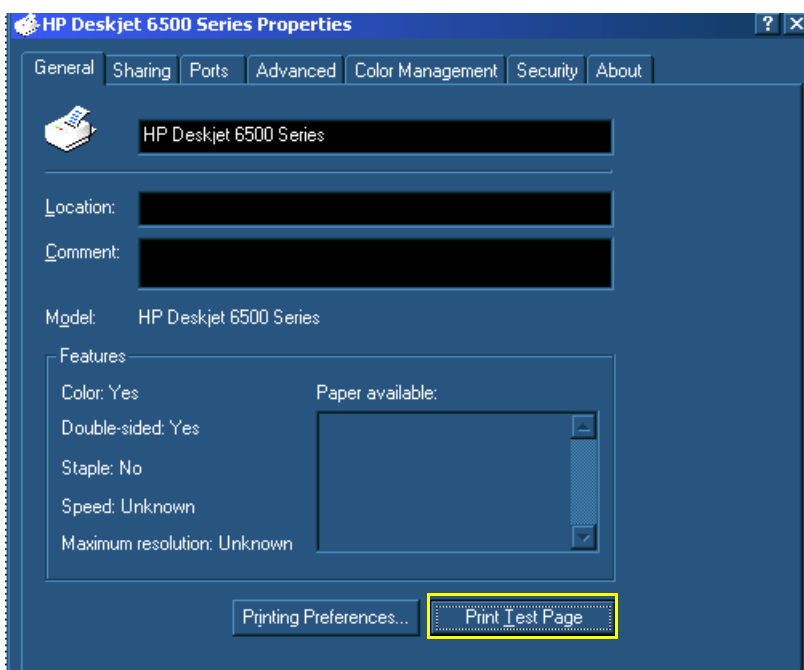 HP Deskjet 6500 Series Properties ? X
General Sharing Ports Advanced Color Management Security About
HP Deskjet 6500 Series
Location:
Comment:
Model: HP Deskjet 6500 Series
Features
Color: Yes Paper available:
Double-sided: Yes
Staple: No
Speed: Unknown
Maximum resolution: Unknown
Printing Preferences... Print Test Page